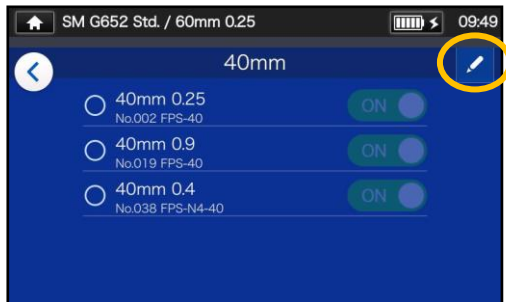 SM G652 Std. / 60mm 0.25 09:49
40mm
40mm 0.25 ON
No.002 FPS-40
40mm 0.9 ON
No.019 FPS-40
40mm 0.4 ON
No.038 FPS-N4-40